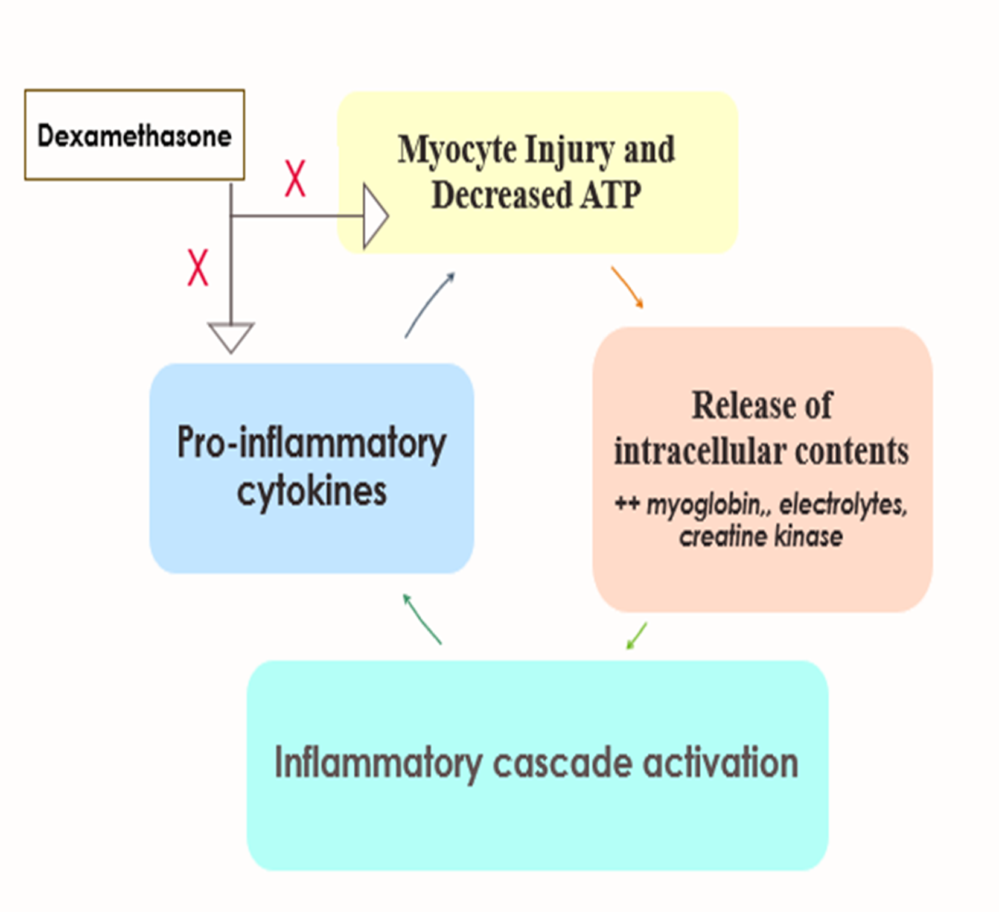 Dexamethasone
X
Myocyte Injury and
Decreased ATP
X
Release of
intracellular contents
++ myoglobin,, electrolytes,
creatine kinase
Pro-inflammatory
cytokines
Inflammatory cascade activation